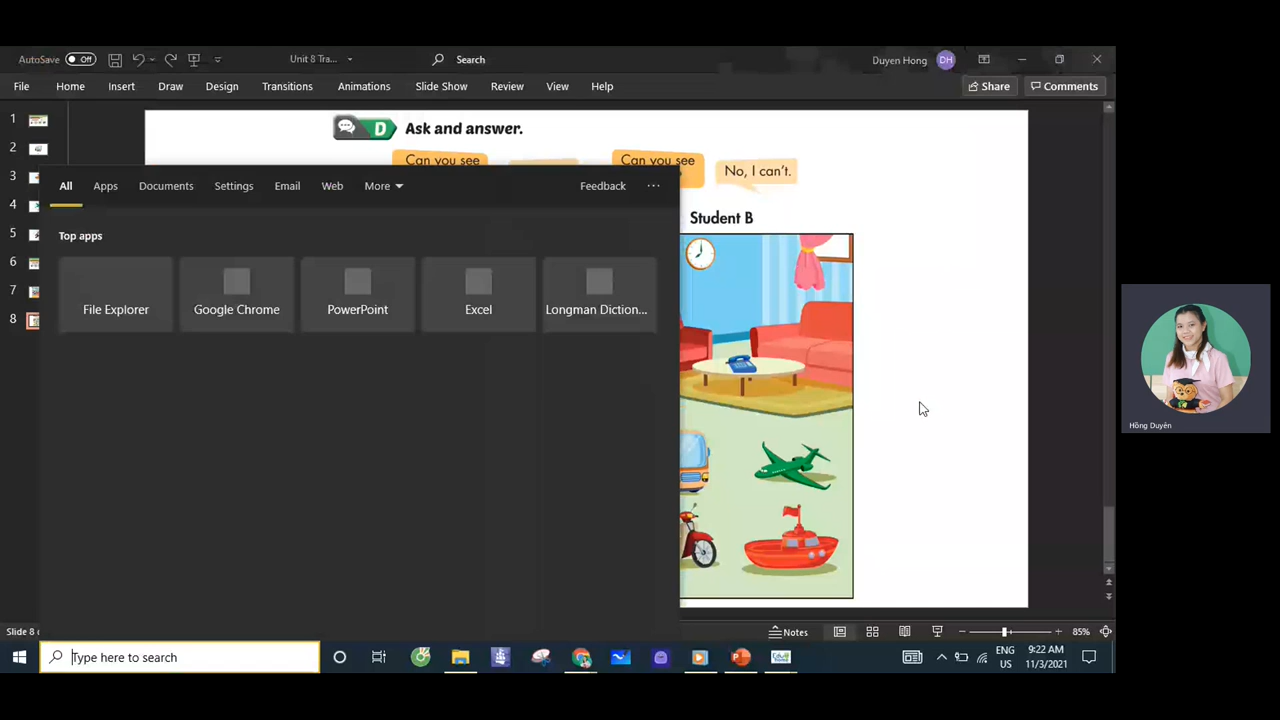 AutoSave Off Unit 8 Tra... Search Duyen Hong DH
File Home Insert Draw Design Transitions Animations Slide Show Review View Help Share Comments
1
2
3
4
5
6
7
8
D Ask and answer.
Can you see
Can you see
No, I can't.
Student B
All Apps Documents Settings Email Web More Feedback ...
Top apps
File Explorer Google Chrome PowerPoint Excel Longman Diction...
Hồng Duyên
Slide 8 Notes 85%
Type here to search
ENG
US
9:22 AM
11/3/2021